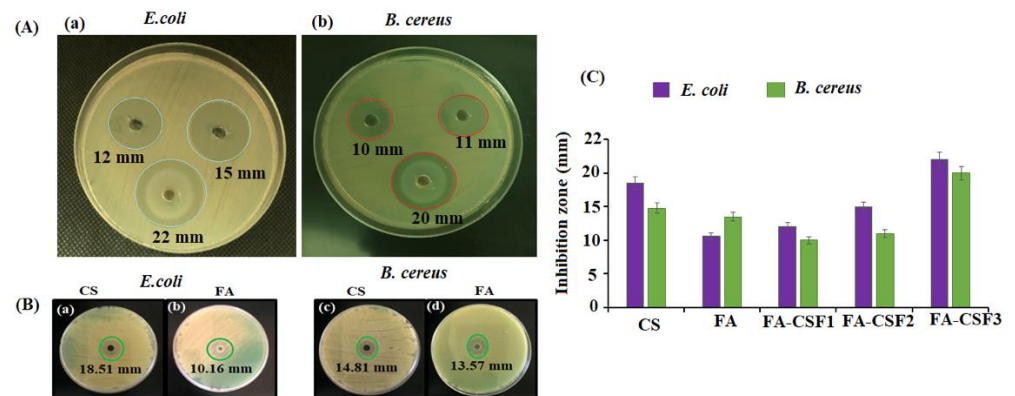 (A)
(a)
E.coli
12 mm
15 mm
22 mm
(b)
B. cereus
10 mm
11 mm
20 mm
(B)
E.coli
CS
(a)
18.51 mm
FA
(b)
10.16 mm
B. cereus
CS
(c)
14.81 mm
FA
(d)
13.57 mm
(C)
E. coli
B. cereus
Inhibition zone (mm)
22
20
15
10
5
0
CS
FA
FA-CSF1
FA-CSF2
FA-CSF3